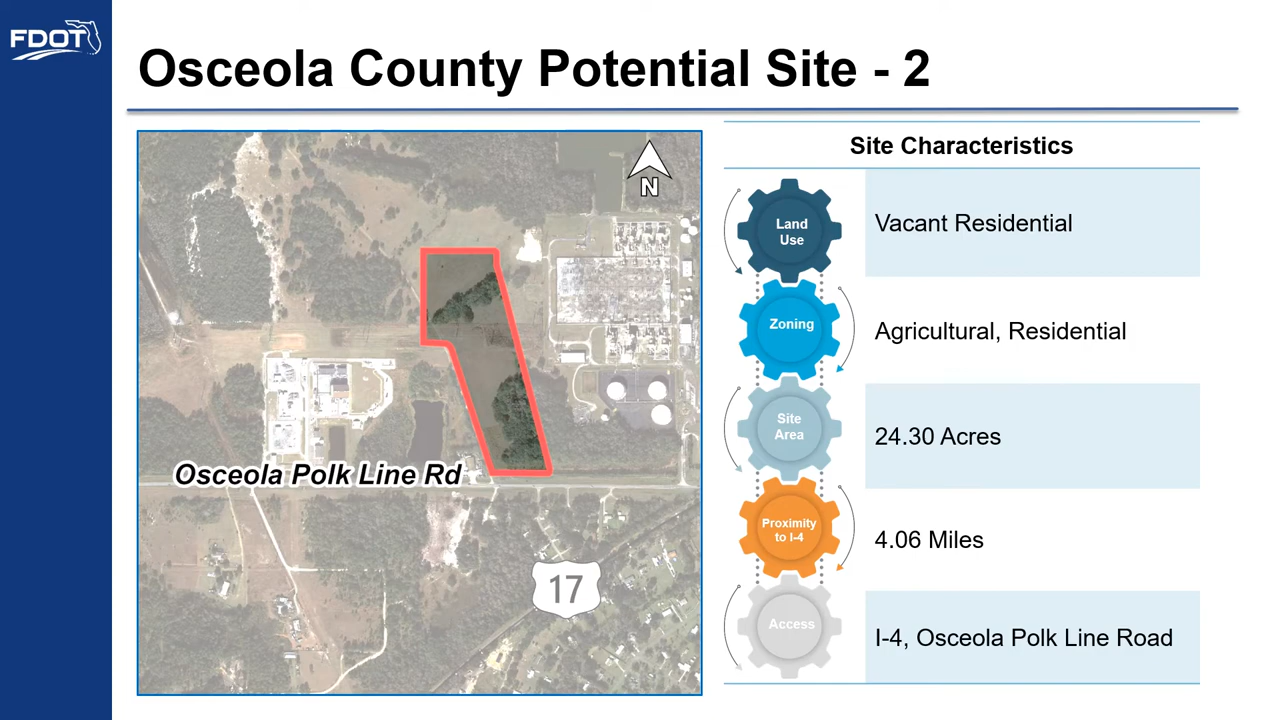 FDOT
Osceola County Potential Site - 2
N
Osceola Polk Line Rd
17
Site Characteristics
Land
Use
Vacant Residential
Zoning
Agricultural, Residential
Site
Area
24.30 Acres
Proximity
to I-4
4.06 Miles
Access
I-4, Osceola Polk Line Road